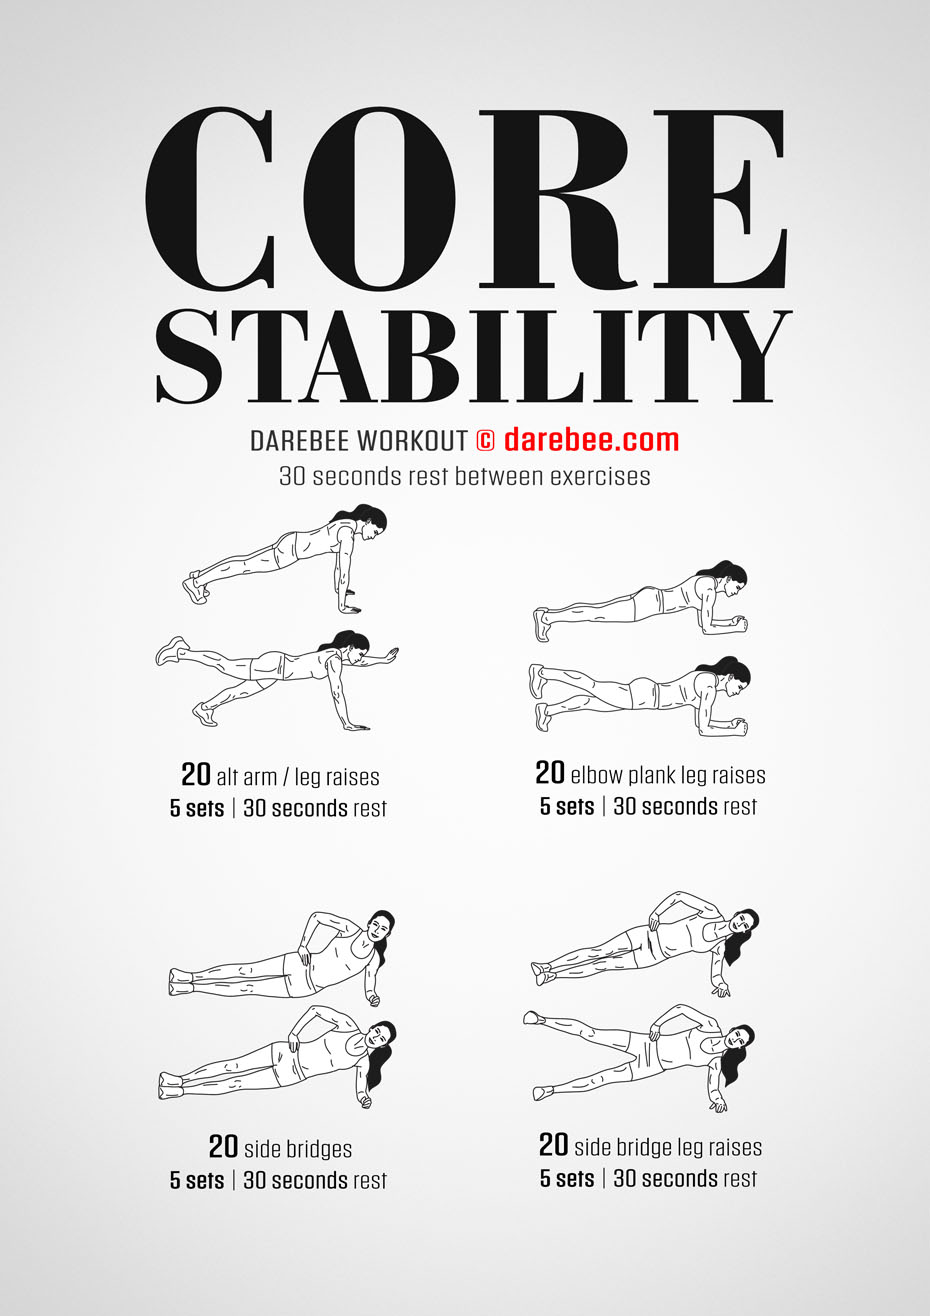 CORE
STABILITY
DAREBEE WORKOUT © darebee.com
30 seconds rest between exercises
20 alt arm / leg raises
5 sets | 30 seconds rest
20 elbow plank leg raises
5 sets | 30 seconds rest
20 side bridges
5 sets | 30 seconds rest
20 side bridge leg raises
5 sets | 30 seconds rest